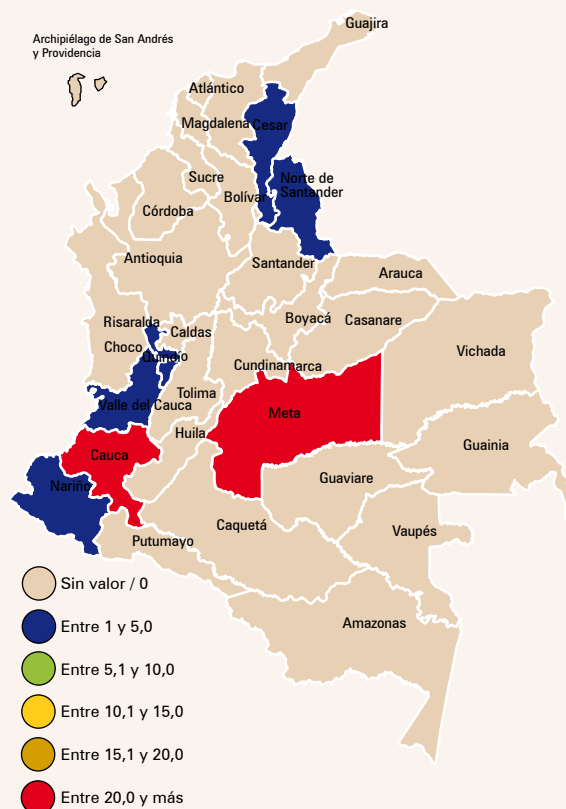 Guajira
Archipiélago de San Andrés
y Providencia
Atlántico
Magdalena
Cesar
Sucre
Norte de
Santander
Bolívar
Córdoba
Antioquia
Santander
Arauca
Boyacá
Casanare
Risaralda
Caldas
Choco
Quindio
Vichada
Cundinamarca
Tolima
Valle del Cauca
Meta
Huila
Guainia
Cauca
Guaviare
Nariño
Caquetá
Vaupés
Putumayo
Amazonas
Sin valor / 0
Entre 1 y 5,0
Entre 5,1 y 10,0
Entre 10,1 y 15,0
Entre 15,1 y 20,0
Entre 20,0 y más